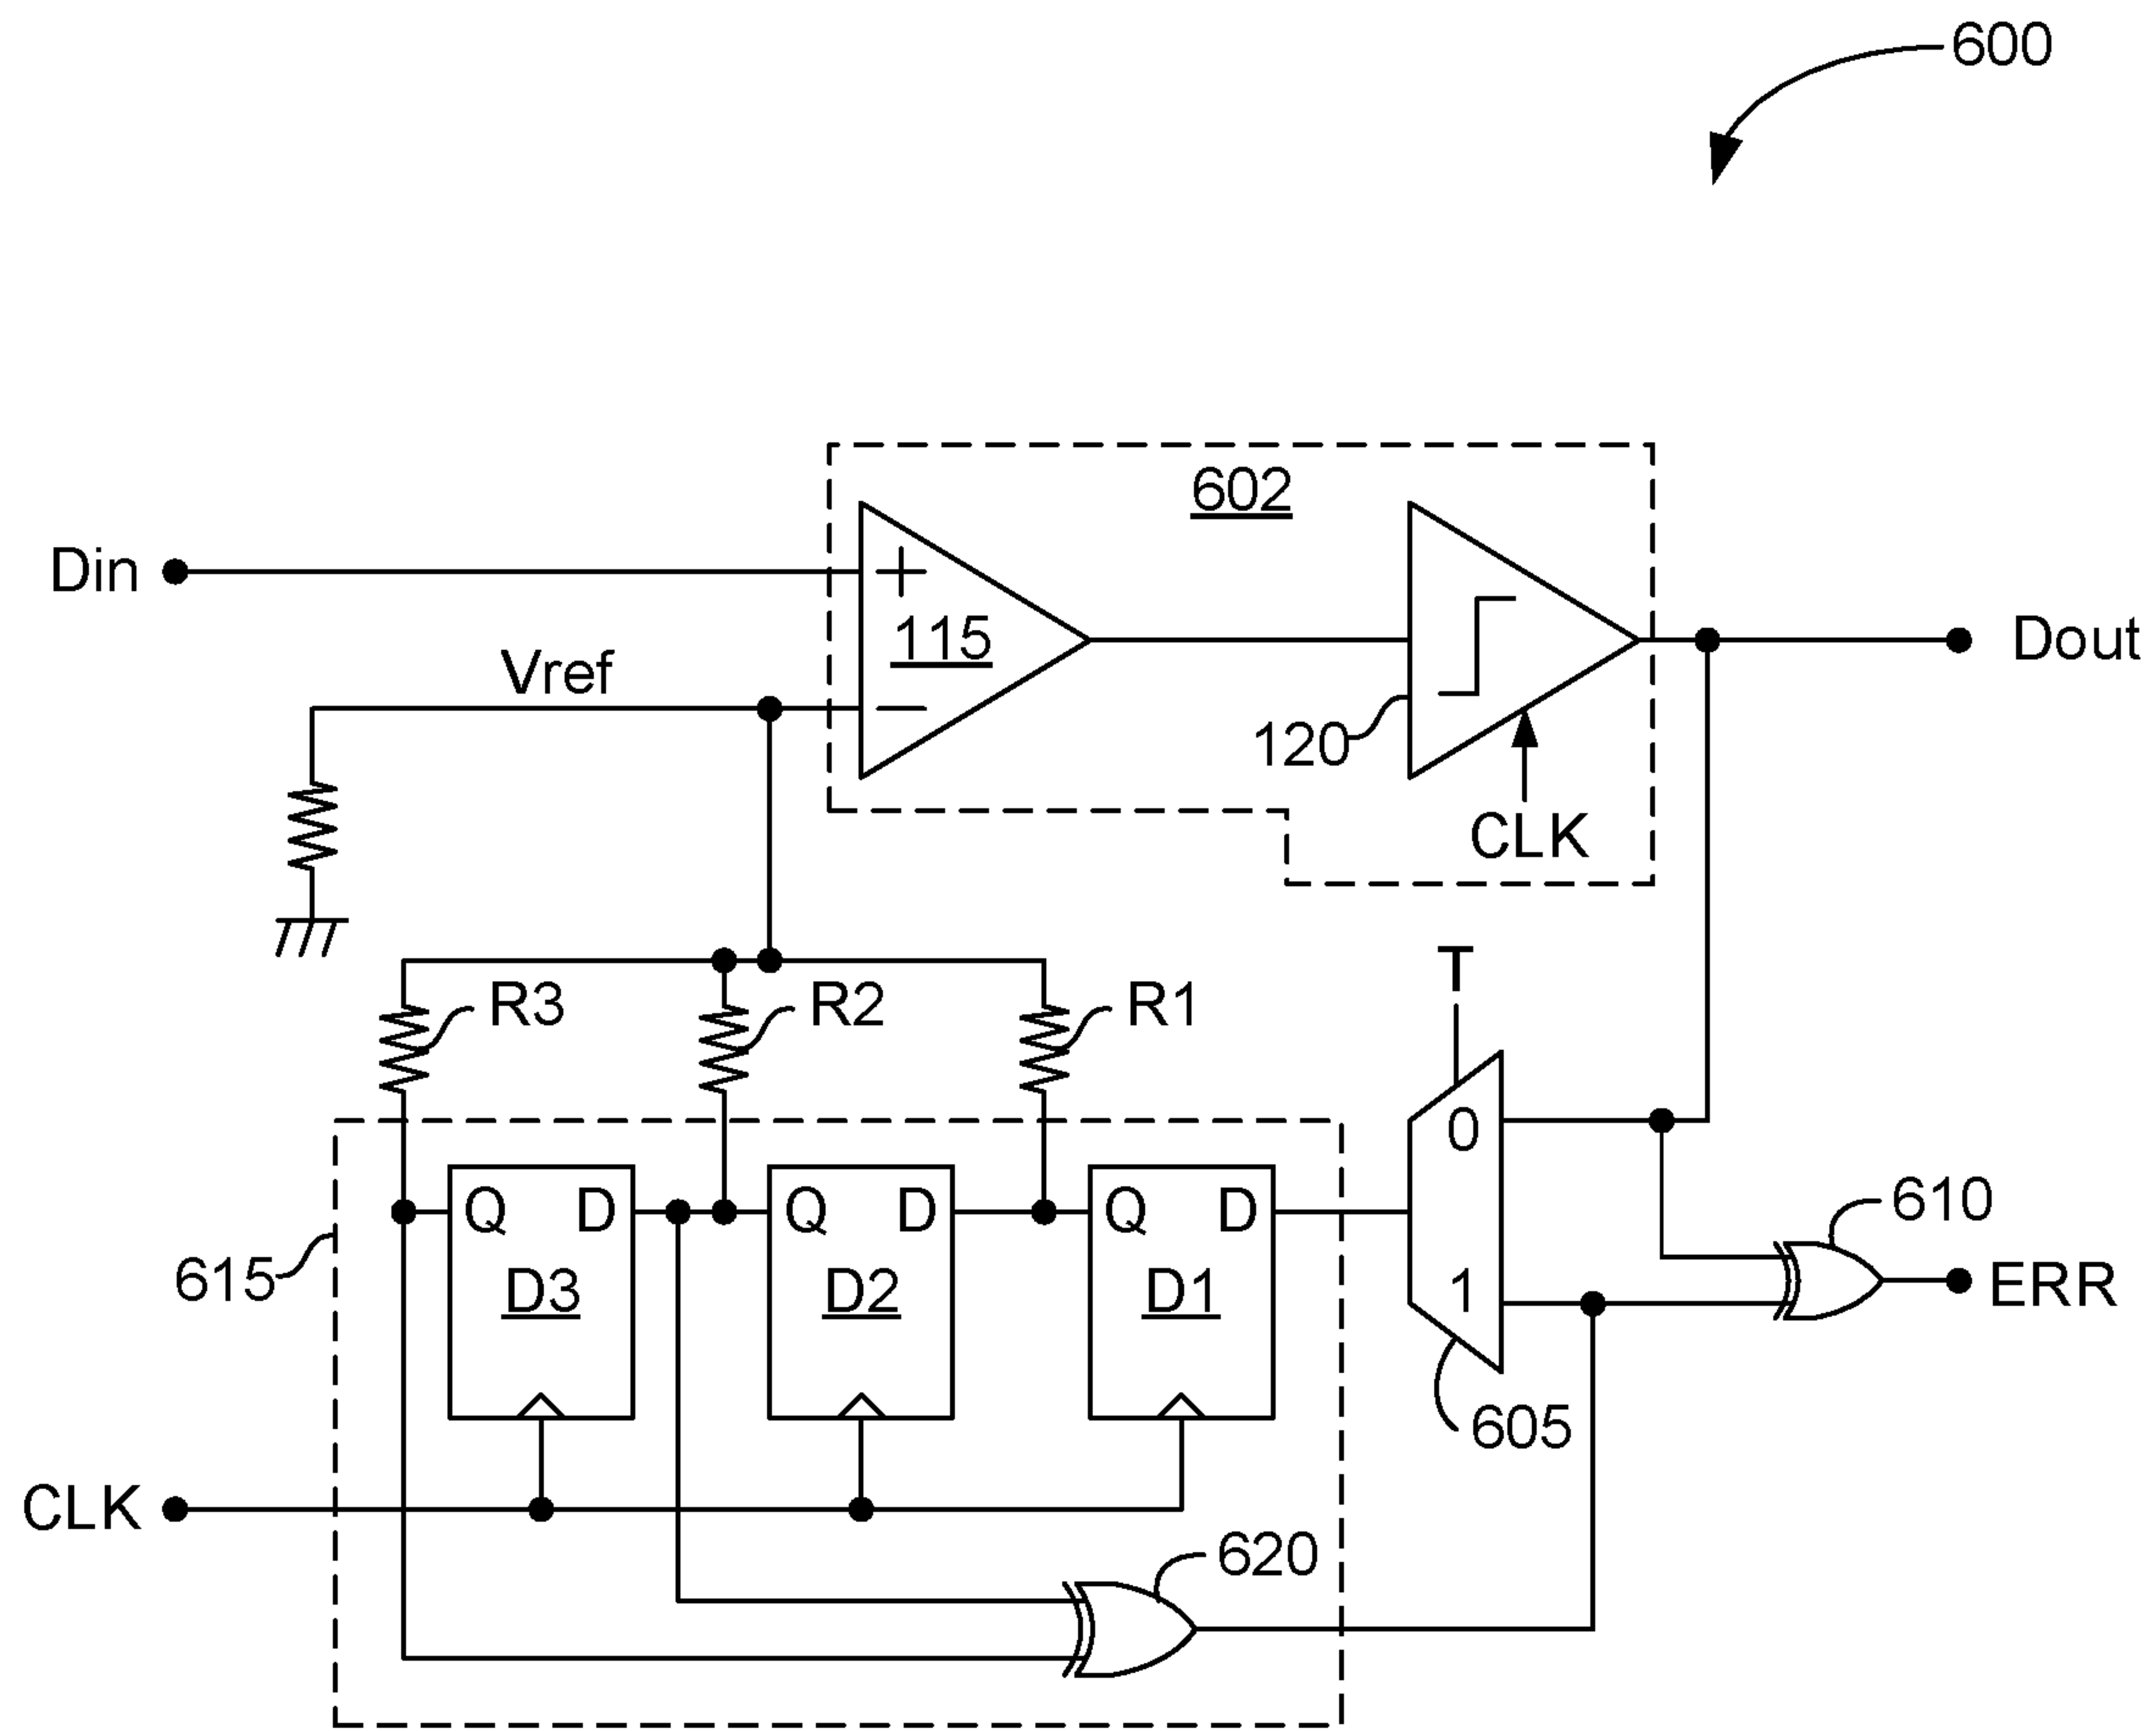 600
602
Din
+
115
Vref
−
120
CLK
Dout
T
R3
R2
R1
0
Q D
Q D
Q D
610
615
D3
D2
D1
1
ERR
605
CLK
620